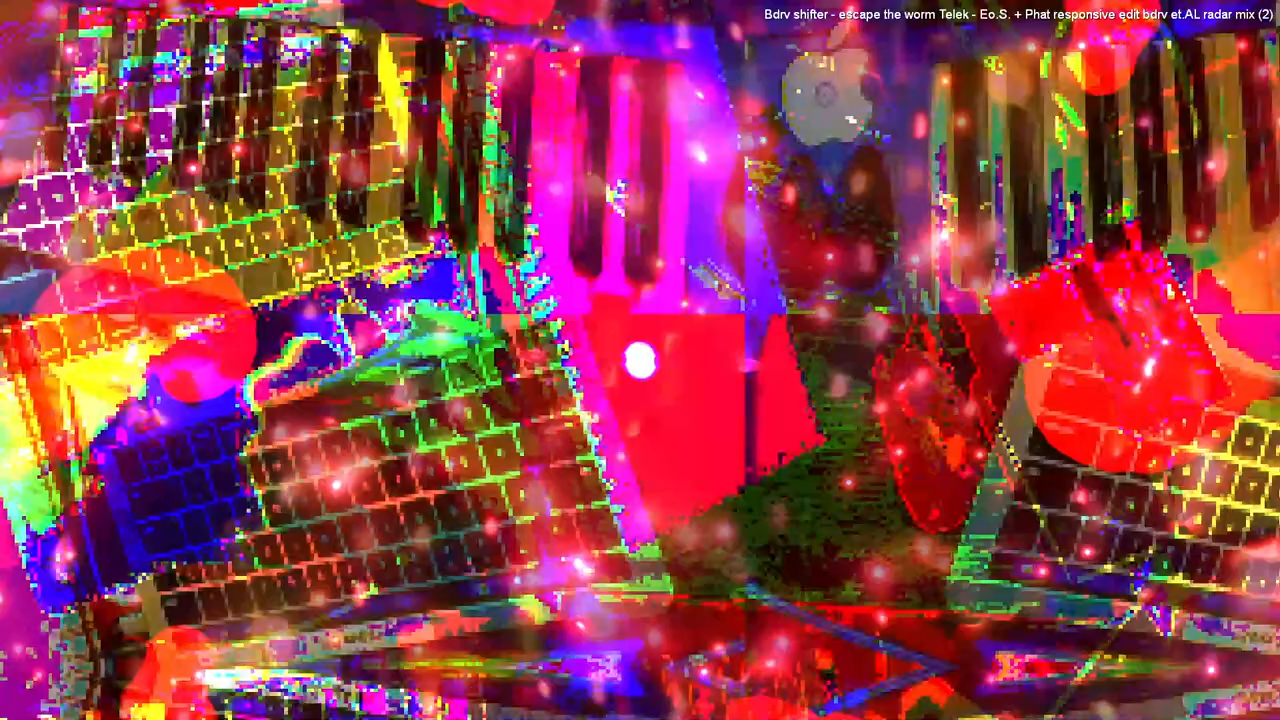 Bdrv shifter - escape the worm Telek - Eo.S. + Phat responsive edit bdrv et.AL radar mix (2)